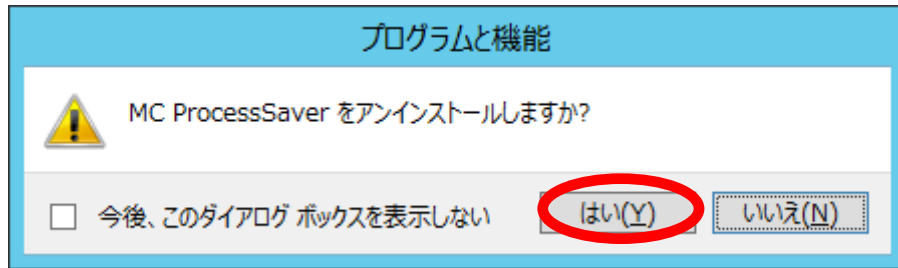 プログラムと機能
MC ProcessSaver をアンインストールしますか?
今後、このダイアログ ボックスを表示しない
はい(Y)
いいえ(N)